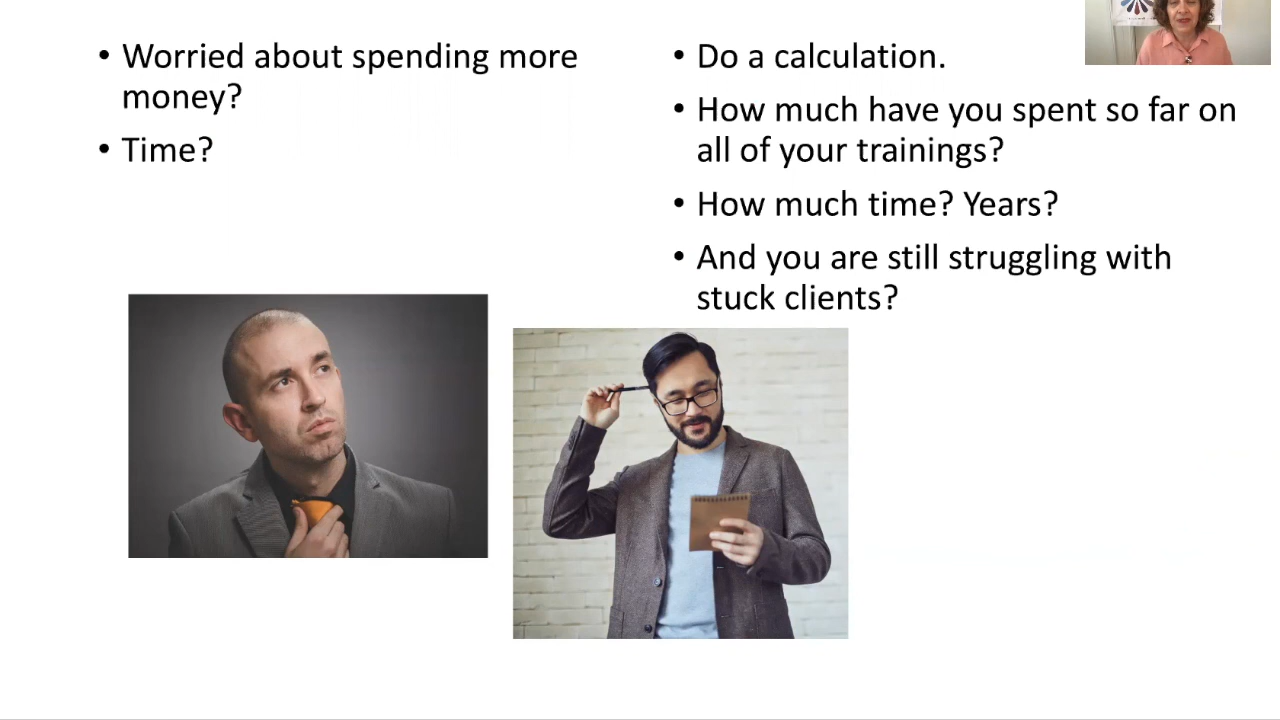 • Worried about spending more
money?
• Time?
• Do a calculation.
• How much have you spent so far on
all of your trainings?
• How much time? Years?
• And you are still struggling with
stuck clients?